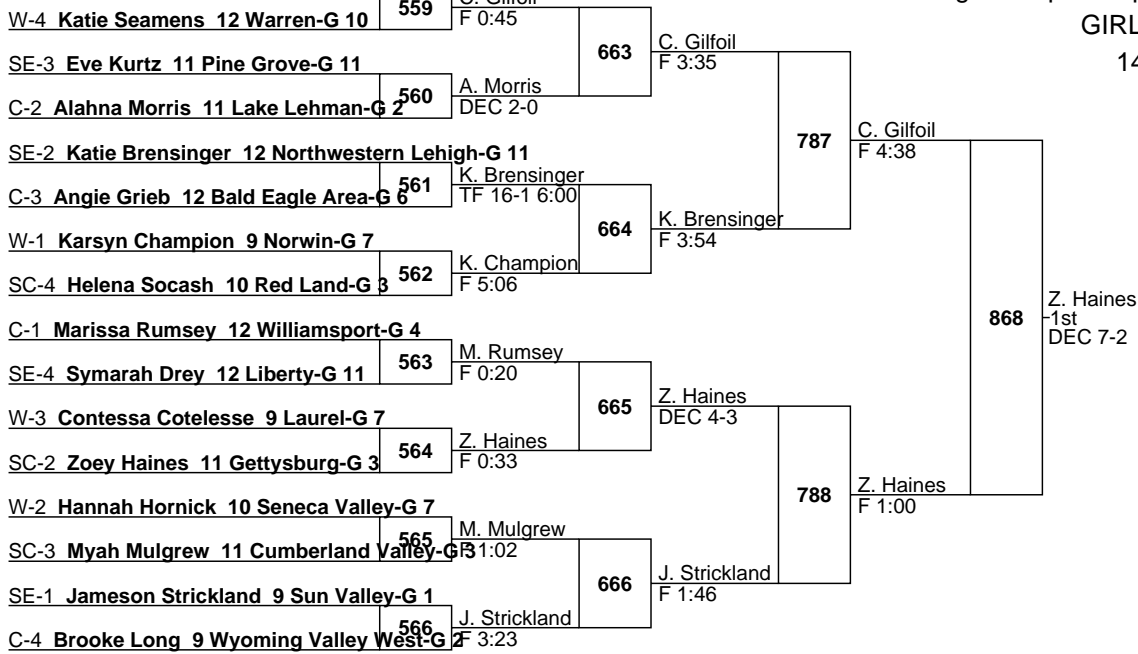 W-4 Katie Seamens 12 Warren-G 10
559
F 0:45
SE-3 Eve Kurtz 11 Pine Grove-G 11
C-2 Alahna Morris 11 Lake Lehman-G 2
560
A. Morris
DEC 2-0
663
C. Gilfoil
F 3:35
GIRL
14
SE-2 Katie Brensinger 12 Northwestern Lehigh-G 11
C-3 Angie Grieb 12 Bald Eagle Area-G 6
561
K. Brensinger
TF 16-1 6:00
W-1 Karsyn Champion 9 Norwin-G 7
SC-4 Helena Socash 10 Red Land-G 3
562
K. Champion
F 5:06
664
K. Brensinger
F 3:54
787
C. Gilfoil
F 4:38
C-1 Marissa Rumsey 12 Williamsport-G 4
SE-4 Symarah Drey 12 Liberty-G 11
563
M. Rumsey
F 0:20
W-3 Contessa Cotelesse 9 Laurel-G 7
SC-2 Zoey Haines 11 Gettysburg-G 3
564
Z. Haines
F 0:33
665
Z. Haines
DEC 4-3
W-2 Hannah Hornick 10 Seneca Valley-G 7
SC-3 Myah Mulgrew 11 Cumberland Valley-G 3
565
M. Mulgrew
F 1:02
SE-1 Jameson Strickland 9 Sun Valley-G 1
C-4 Brooke Long 9 Wyoming Valley West-G 2
566
J. Strickland
F 3:23
666
J. Strickland
F 1:46
788
Z. Haines
F 1:00
868
Z. Haines
1st
DEC 7-2